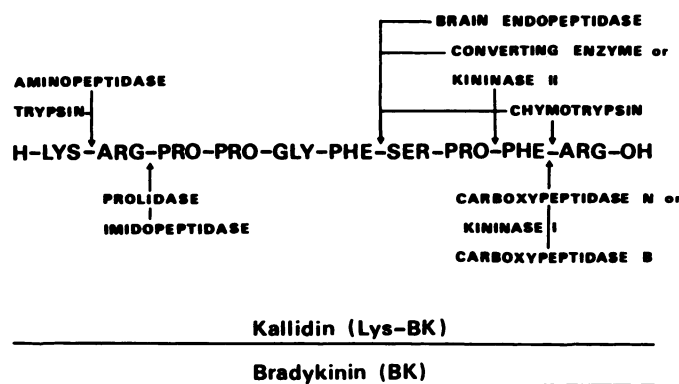 BRAIN ENDOPEPTIDASE
CONVERTING ENZYME or
KININASE II
AMINOPEPTIDASE
TRYPSIN
CHYMOTRYPSIN
H-LYS-ARG-PRO-PRO-GLY-PHE-SER-PRO-PHE-ARG-OH
PROLIDASE
IMIDOPEPTIDASE
CARBOXYPEPTIDASE N or
KININASE I
CARBOXYPEPTIDASE B
Kallidin (Lys-BK)
Bradykinin (BK)